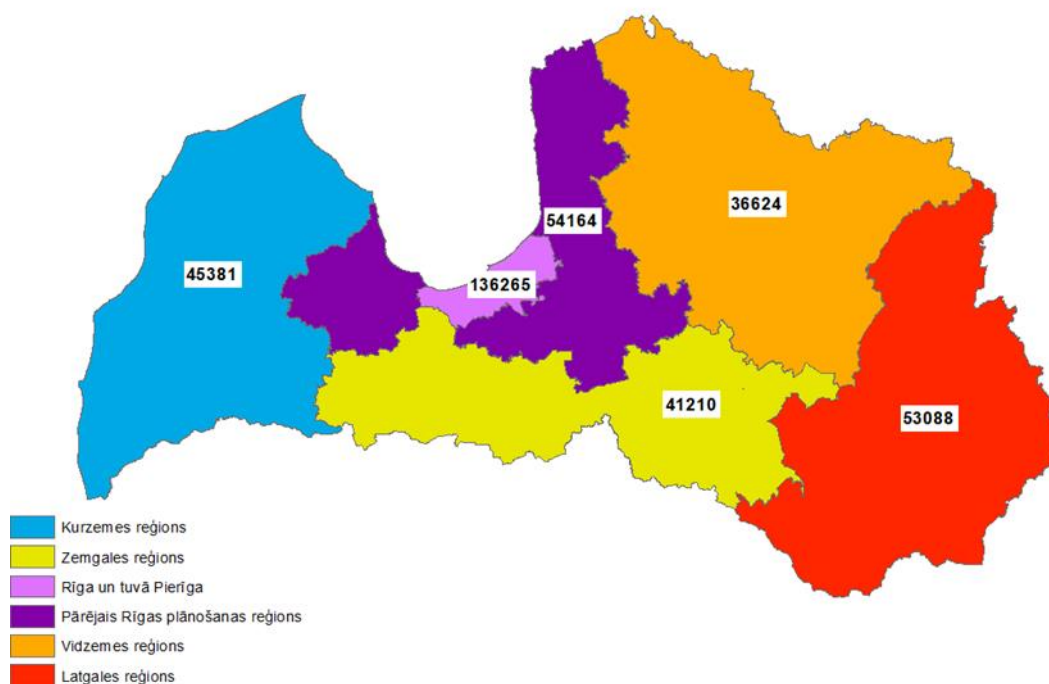 36624
54164
45381
136265
41210
53088
Kurzemes reģions
Zemgales reģions
Rīga un tuvā Pierīga
Pārējais Rīgas plānošanas reģions
Vidzemes reģions
Latgales reģions